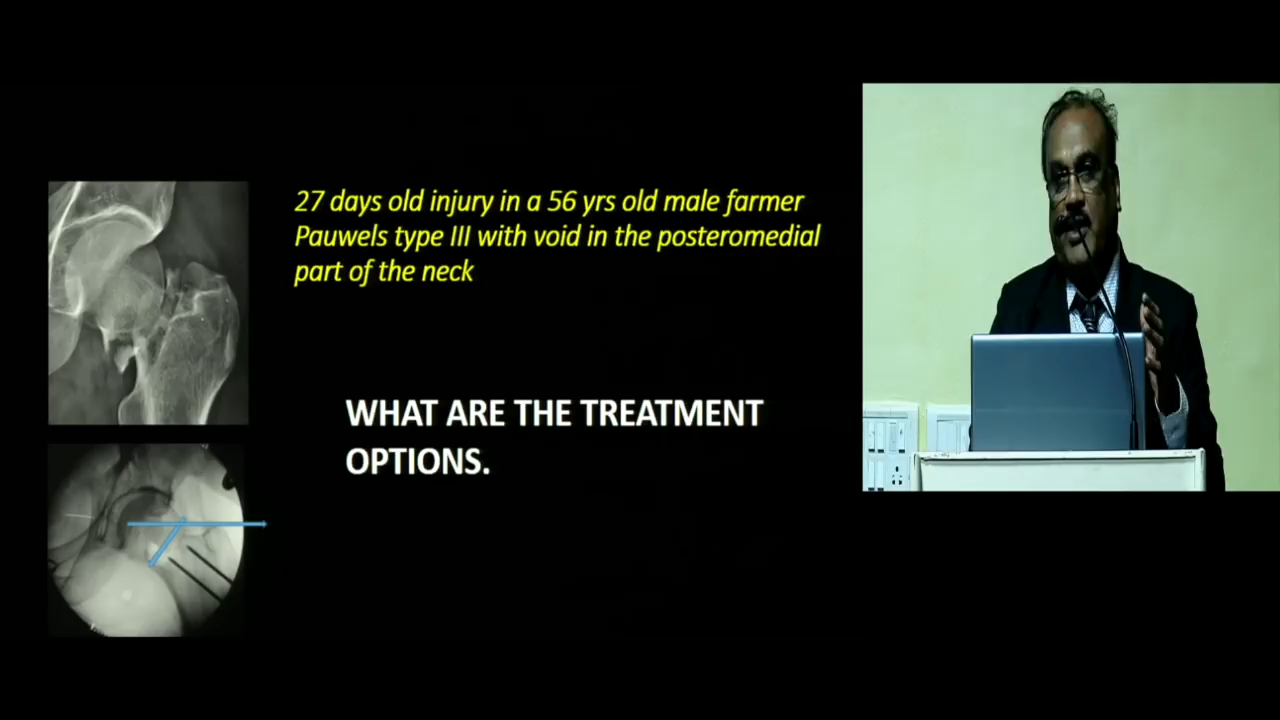 27 days old injury in a 56 yrs old male farmer
Pauwels type III with void in the posteromedial
part of the neck
WHAT ARE THE TREATMENT
OPTIONS.